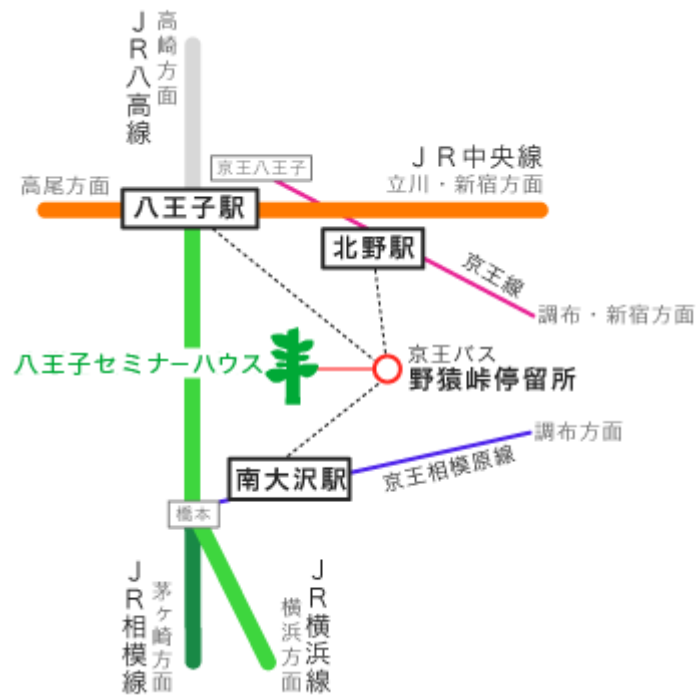 JR八高線
高崎方面
京王八王子
JR中央線
高尾方面
立川・新宿方面
八王子駅
北野駅
京王線
調布・新宿方面
八王子セミナーハウス
京王バス
野猿峠停留所
調布方面
京王相模原線
南大沢駅
橋本
JR相模線
茅ヶ崎方面
横浜方面
JR横浜線